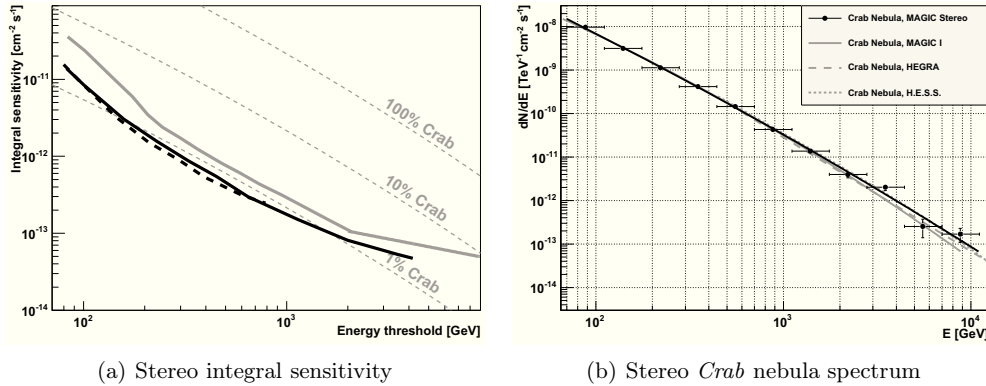 Integral sensitivity [cm⁻² s⁻¹]
10⁻¹¹
10⁻¹²
10⁻¹³
10⁻¹⁴
100% Crab
10% Crab
1% Crab
10²
10³
Energy threshold [GeV]
(a) Stereo integral sensitivity
dN/dE [TeV⁻¹ cm⁻² s⁻¹]
10⁻⁸
10⁻⁹
10⁻¹⁰
10⁻¹¹
10⁻¹²
10⁻¹³
10⁻¹⁴
Crab Nebula, MAGIC Stereo
Crab Nebula, MAGIC I
Crab Nebula, HEGRA
Crab Nebula, H.E.S.S.
10²
10³
10⁴
E [GeV]
(b) Stereo Crab nebula spectrum